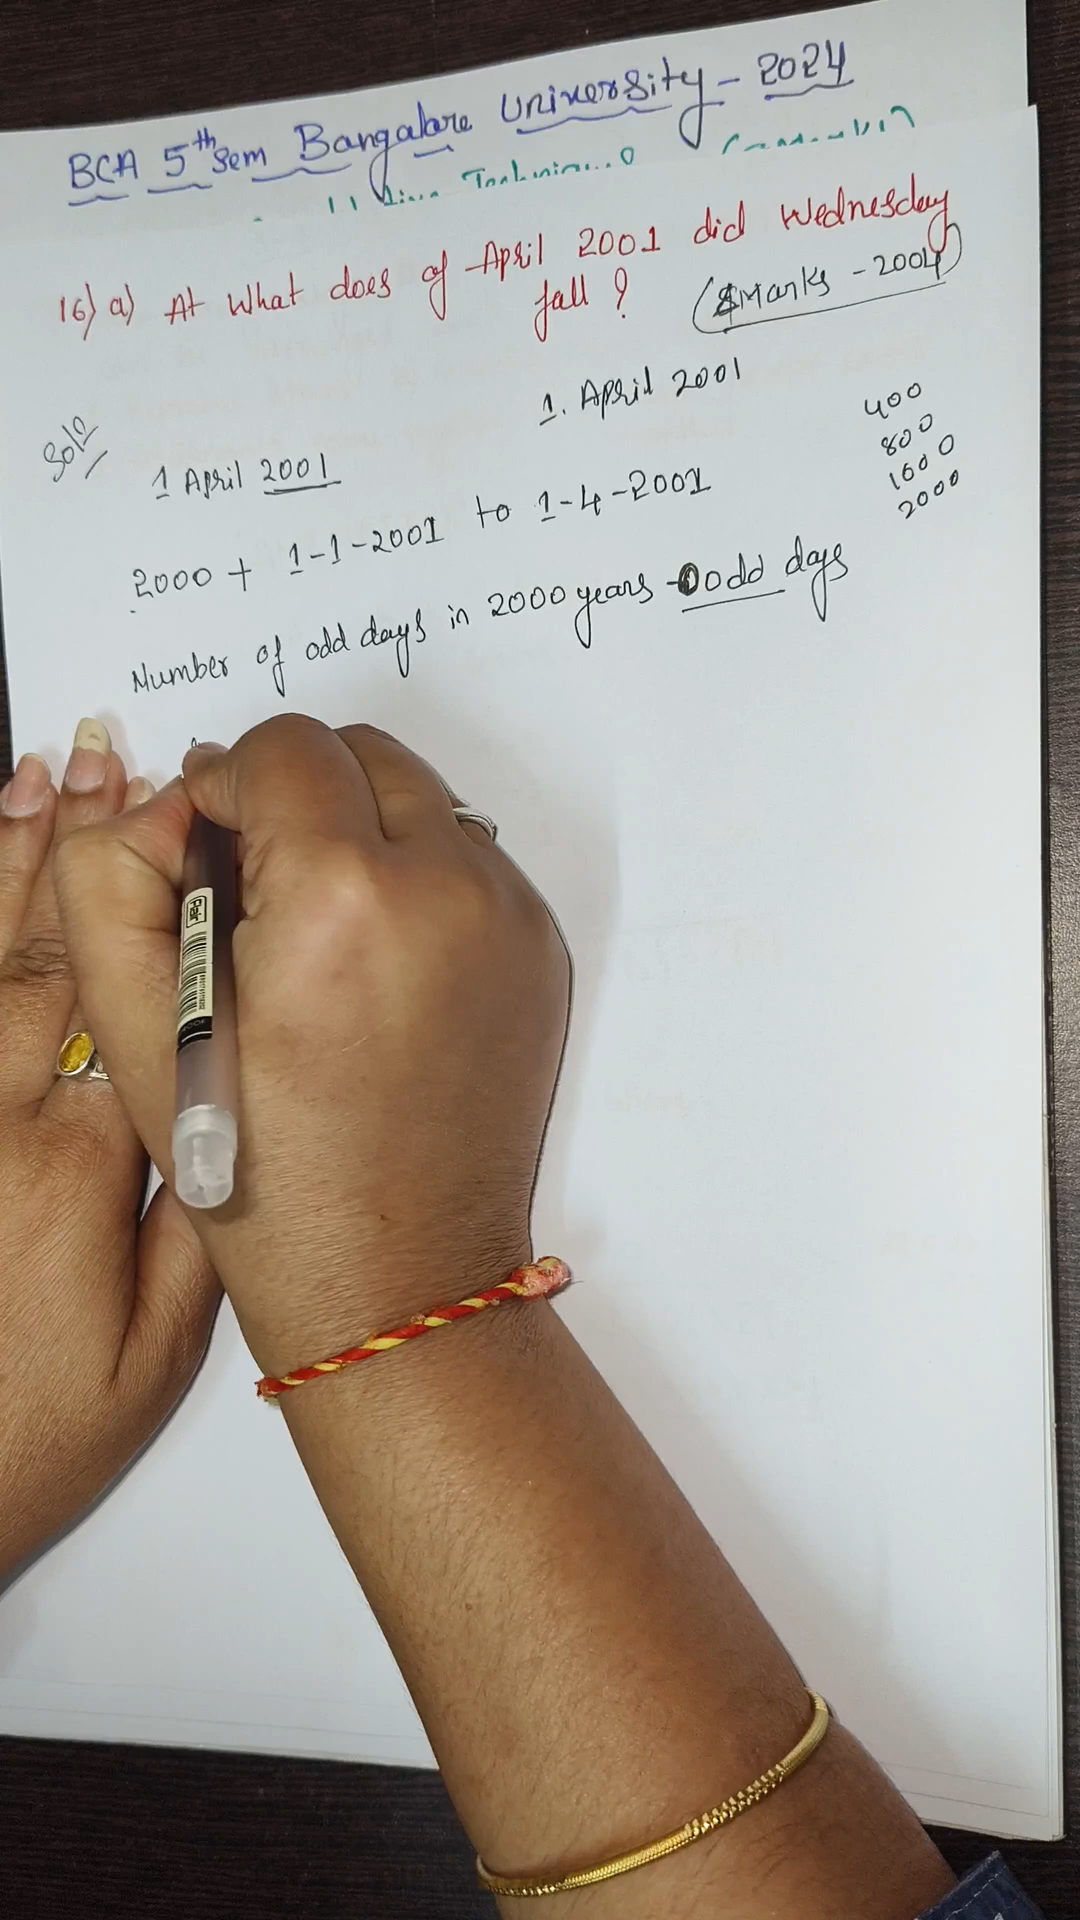 BCA 5th Sem Bangalore University - 2024
16) a) At What does of April 2001 did Wednesday
fall ?
(8 Marks - 2004)
1. April 2001
Soln
1 April 2001
400
800
1600
2000
2000 + 1-1-2001 to 1-4-2001
Number of odd days in 2000 years - 0 odd days
Flair